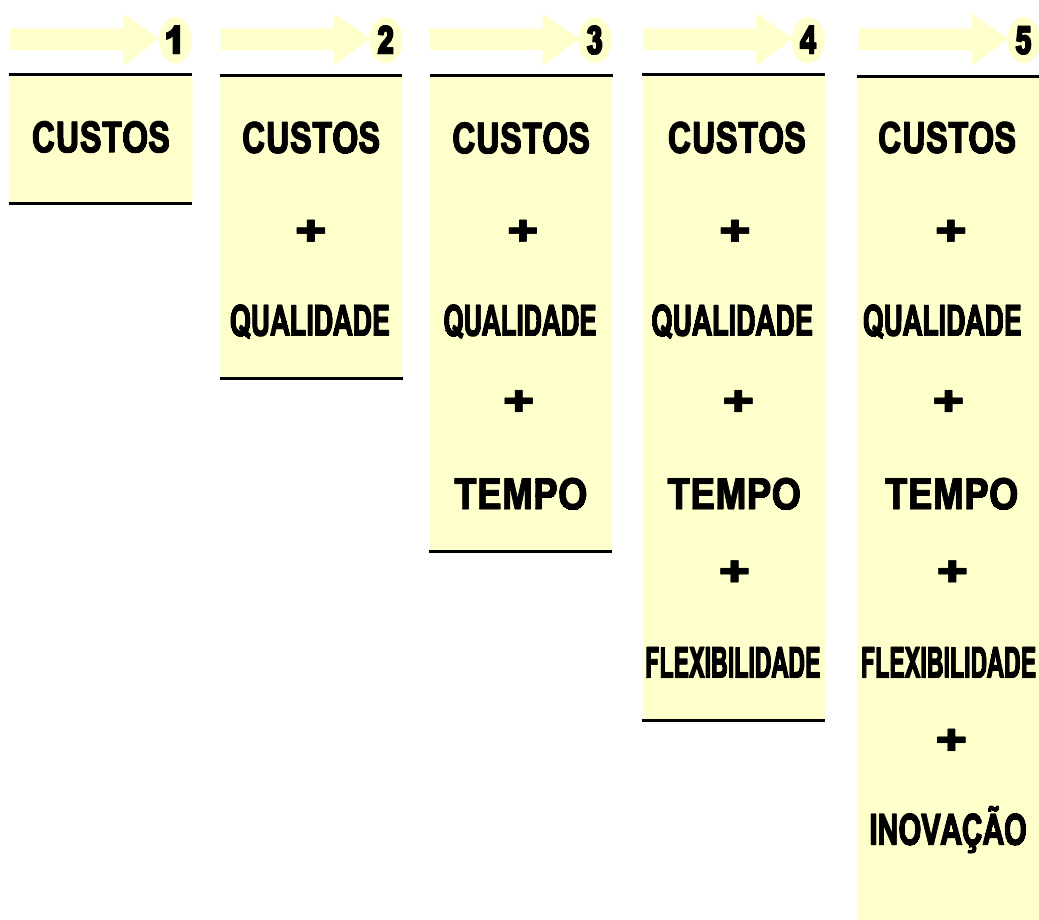 1
CUSTOS
2
CUSTOS
+
QUALIDADE
3
CUSTOS
+
QUALIDADE
+
TEMPO
4
CUSTOS
+
QUALIDADE
+
TEMPO
+
FLEXIBILIDADE
5
CUSTOS
+
QUALIDADE
+
TEMPO
+
FLEXIBILIDADE
+
INOVAÇÃO